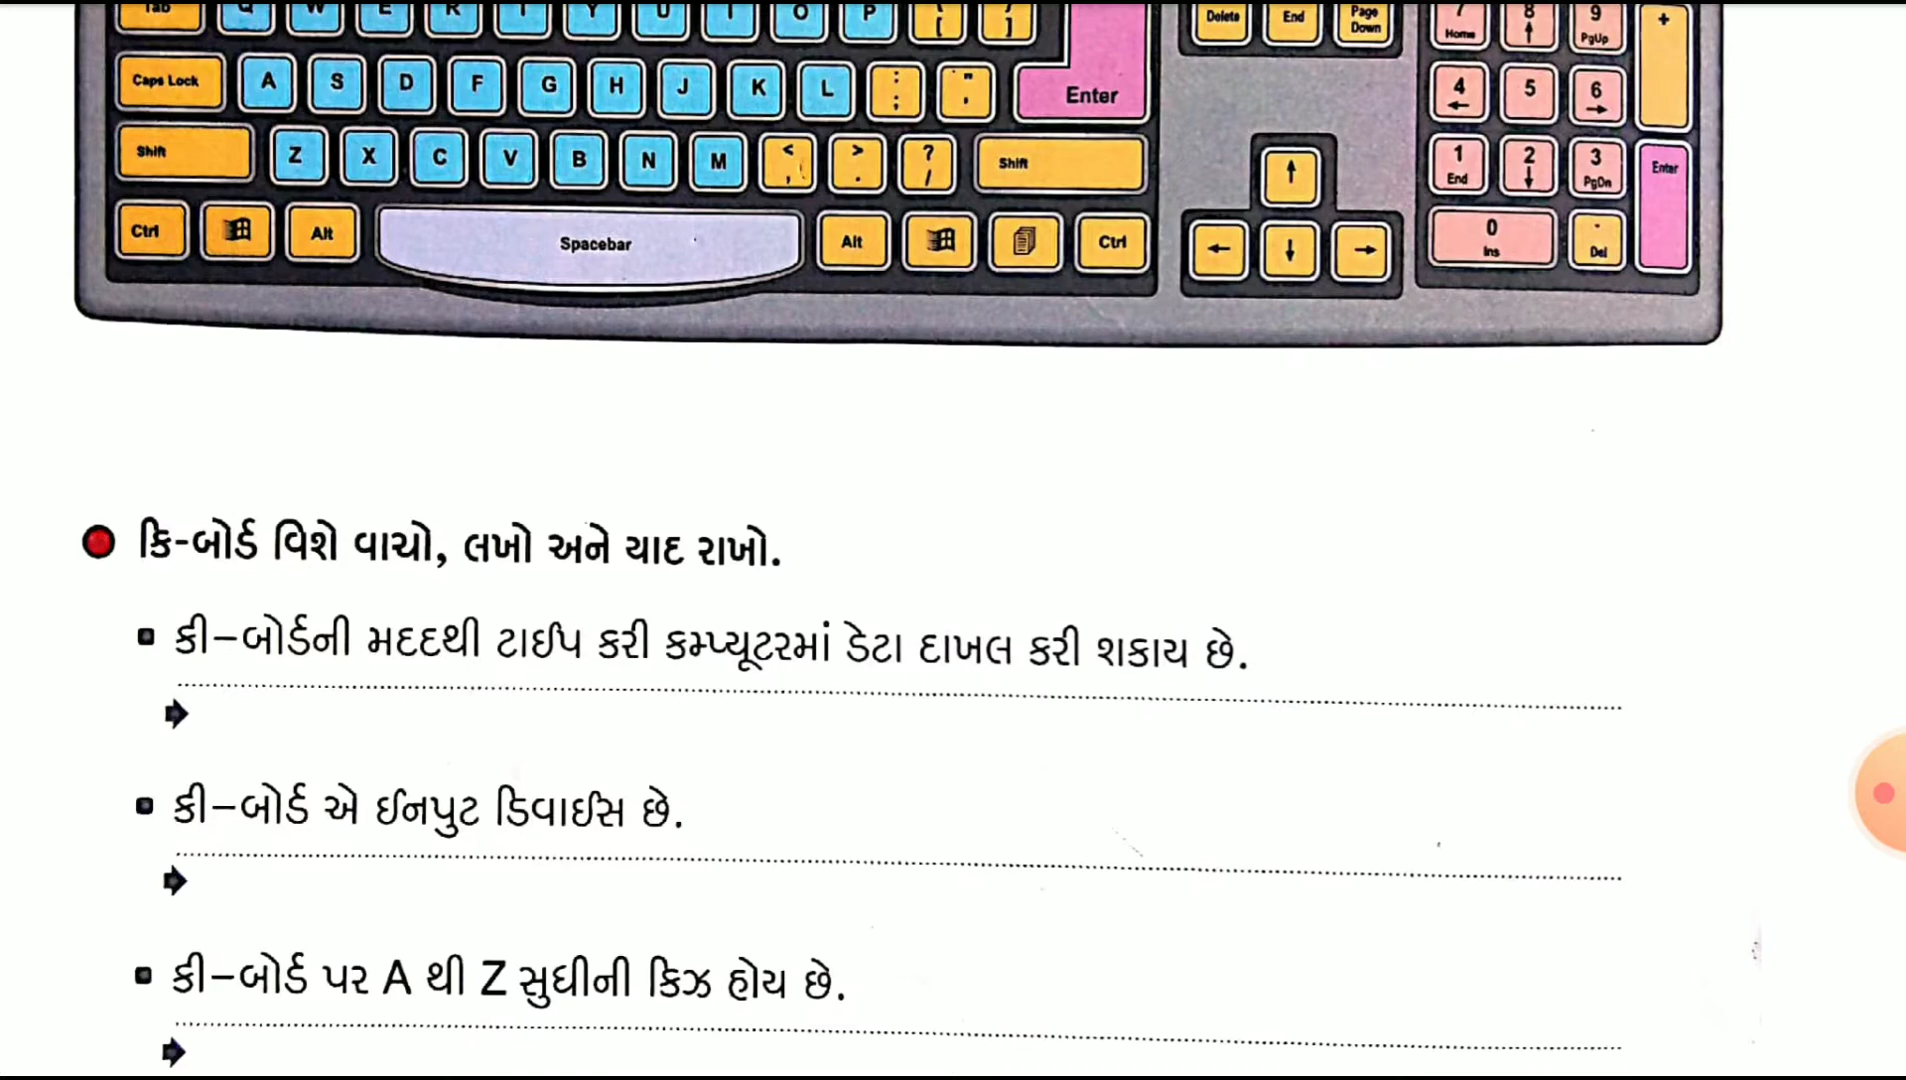 Tab Q W E R T Y U I O P { [ } ] Delete End Page Down 7 Home 8 9 PgUp +
Caps Lock A S D F G H J K L : ; " ' Enter 4 5 6
Shift Z X C V B N M < , > . ? / Shift 1 End 2 3 PgDn Enter
Ctrl Alt Spacebar Alt Ctrl 0 Ins . Del
કિ-બોર્ડ વિશે વાચો, લખો અને યાદ રાખો.
કી–બોર્ડની મદદથી ટાઈપ કરી કમ્પ્યૂટરમાં ડેટા દાખલ કરી શકાય છે.
કી–બોર્ડ એ ઈનપુટ ડિવાઈસ છે.
કી–બોર્ડ પર A થી Z સુધીની કિઝ હોય છે.